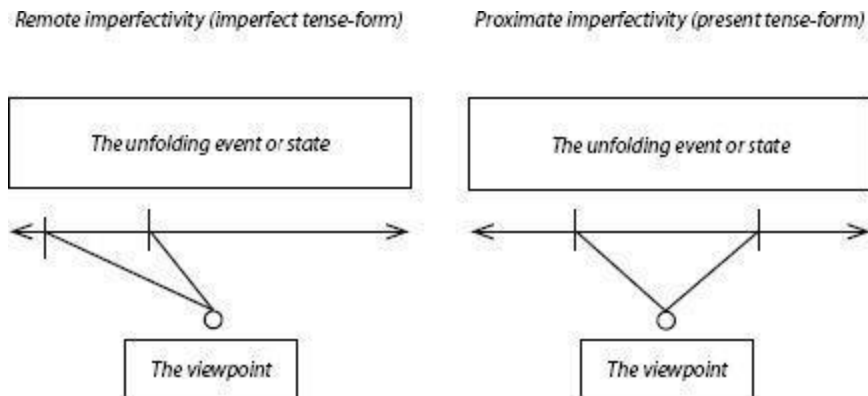 Remote imperfectivity (imperfect tense-form)
Proximate imperfectivity (present tense-form)
The unfolding event or state
The unfolding event or state
The viewpoint
The viewpoint